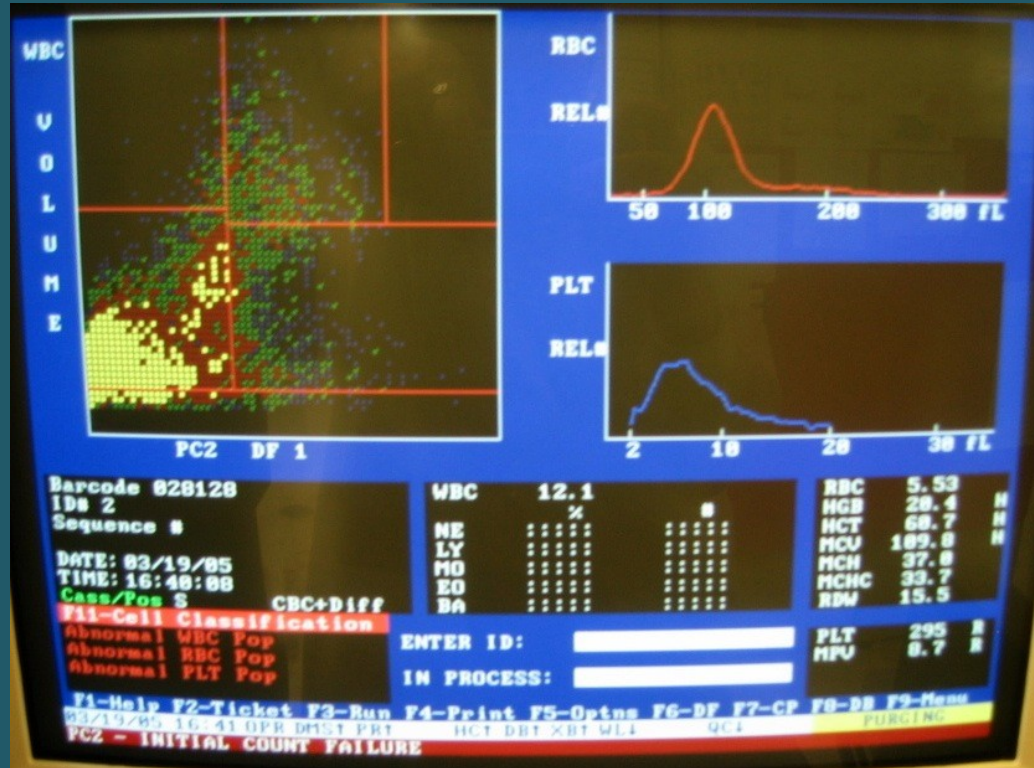 WBC
VOLUME
PC2 DF 1
RBC
REL#
50 100 200 300 fL
PLT
REL#
2 10 20 30 fL
Barcode 028128
ID# 2
Sequence #
DATE: 03/19/05
TIME: 16:40:08
Cass/Pos S CBC+Diff
F11-Cell Classification
Abnormal WBC Pop
Abnormal RBC Pop
Abnormal PLT Pop
WBC 12.1
% #
NE ::::: :::::
LY ::::: :::::
MO ::::: :::::
EO ::::: :::::
BA ::::: :::::
RBC 5.53
HGB 20.4 H
HCT 60.7 H
MCV 109.8 H
MCH 37.0
MCHC 33.7
RDW 15.5
ENTER ID:
IN PROCESS:
PLT 295 R
MPV 8.7 R
F1-Help F2-Ticket F3-Run F4-Print F5-Optns F6-DF F7-CP F8-DB F9-Menu
03/19/05 16:41 OPR DMS↑ PR↑ HC↑ DB↑ XB↑ WL↓ QC↓ PURGING
PC2 - INITIAL COUNT FAILURE